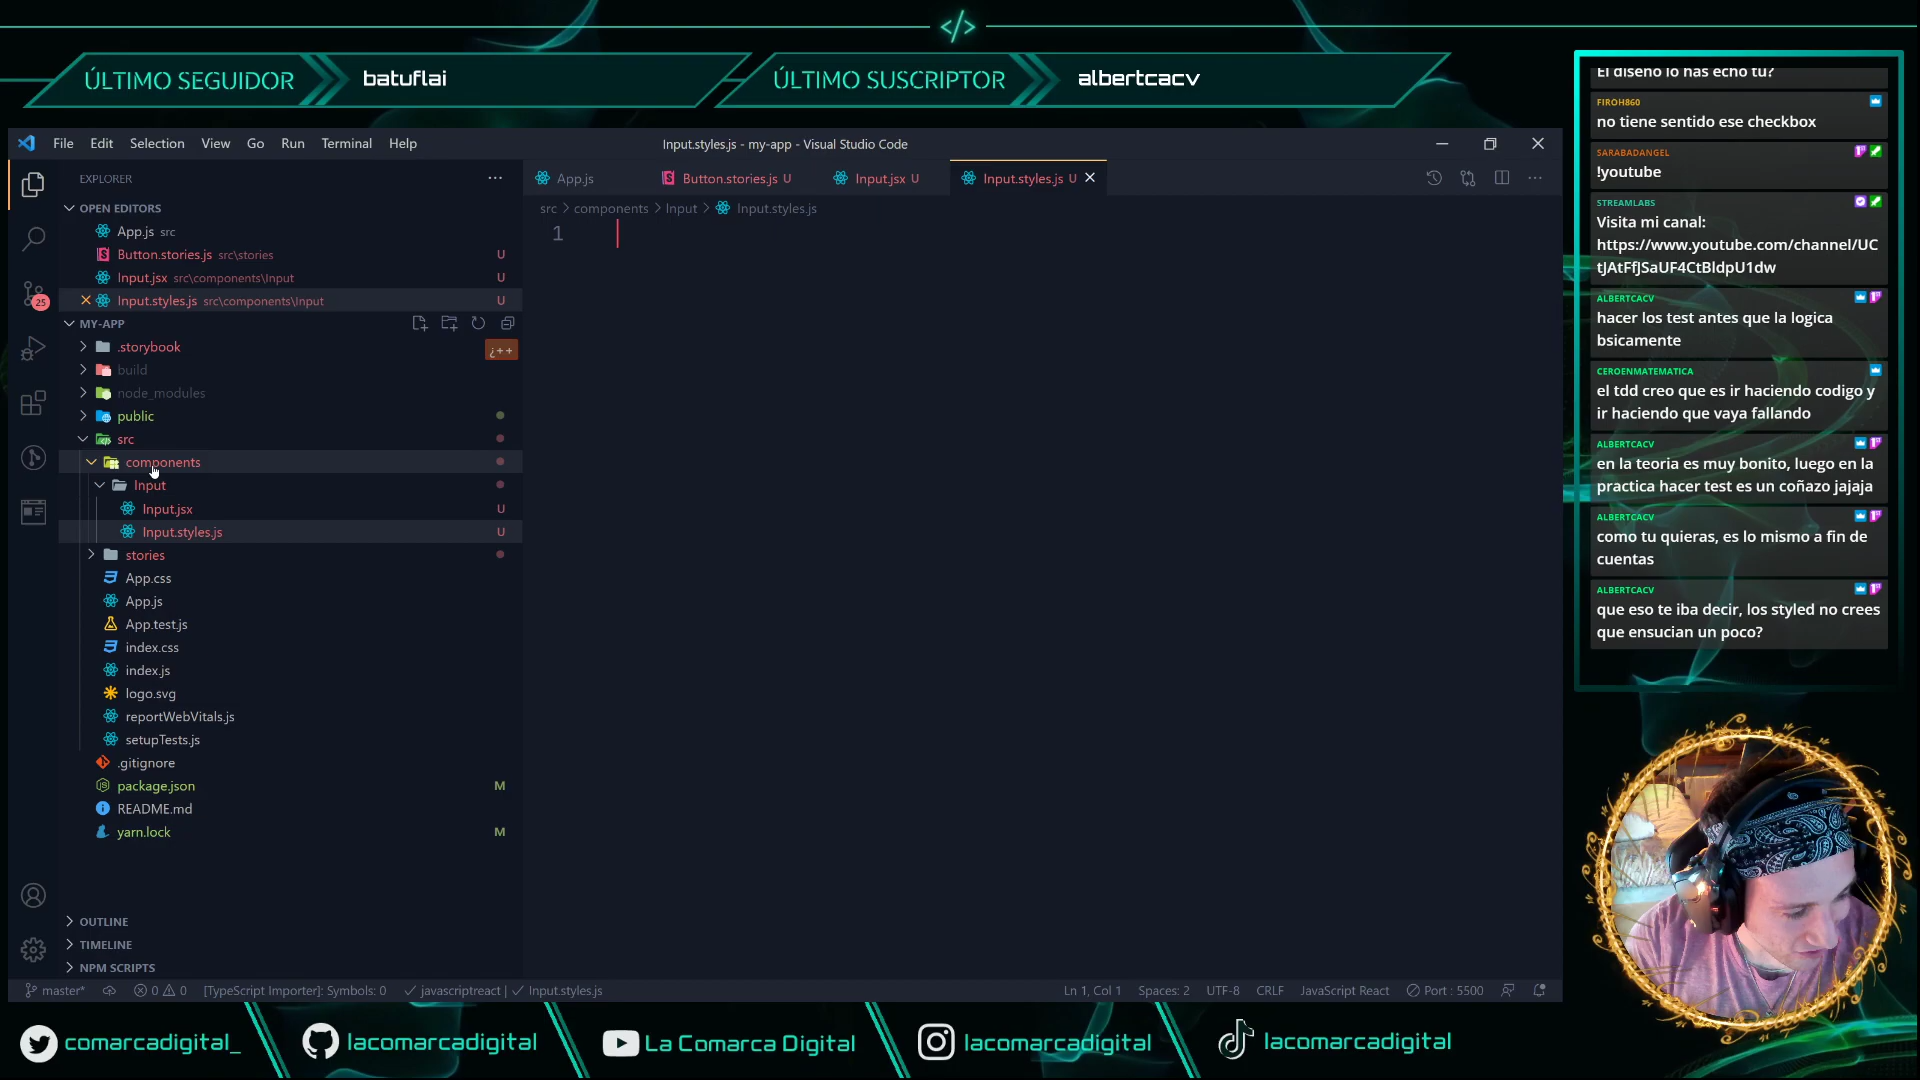 </>
ÚLTIMO SEGUIDOR
batuflai
ÚLTIMO SUSCRIPTOR
albertcacv
File Edit Selection View Go Run Terminal Help
Input.styles.js - my-app - Visual Studio Code
EXPLORER
OPEN EDITORS
App.js src
Button.stories.js src\stories U
Input.jsx src\components\Input U
Input.styles.js src\components\Input U
MY-APP
.storybook
¿++
build
node_modules
public
src
components
Input
Input.jsx U
Input.styles.js U
stories
App.css
App.js
App.test.js
index.css
index.js
logo.svg
reportWebVitals.js
setupTests.js
.gitignore
package.json M
README.md
yarn.lock M
OUTLINE
TIMELINE
NPM SCRIPTS
25
App.js
Button.stories.js U
Input.jsx U
Input.styles.js U
src > components > Input > Input.styles.js
1
master*
0 0
[TypeScript Importer]: Symbols: 0
javascriptreact | Input.styles.js
Ln 1, Col 1
Spaces: 2
UTF-8
CRLF
JavaScript React
Port : 5500
El diseño lo has echo tu?
FIROH860
no tiene sentido ese checkbox
SARABADANGEL
!youtube
STREAMLABS
Visita mi canal:
https://www.youtube.com/channel/UC
tJAtFfJSaUF4CtBldpU1dw
ALBERTCACV
hacer los test antes que la logica
bsicamente
CEROENMATEMATICA
el tdd creo que es ir haciendo codigo y
ir haciendo que vaya fallando
ALBERTCACV
en la teoria es muy bonito, luego en la
practica hacer test es un coñazo jajaja
ALBERTCACV
como tu quieras, es lo mismo a fin de
cuentas
ALBERTCACV
que eso te iba decir, los styled no crees
que ensucian un poco?
comarcadigital_
lacomarcadigital
La Comarca Digital
lacomarcadigital
lacomarcadigital